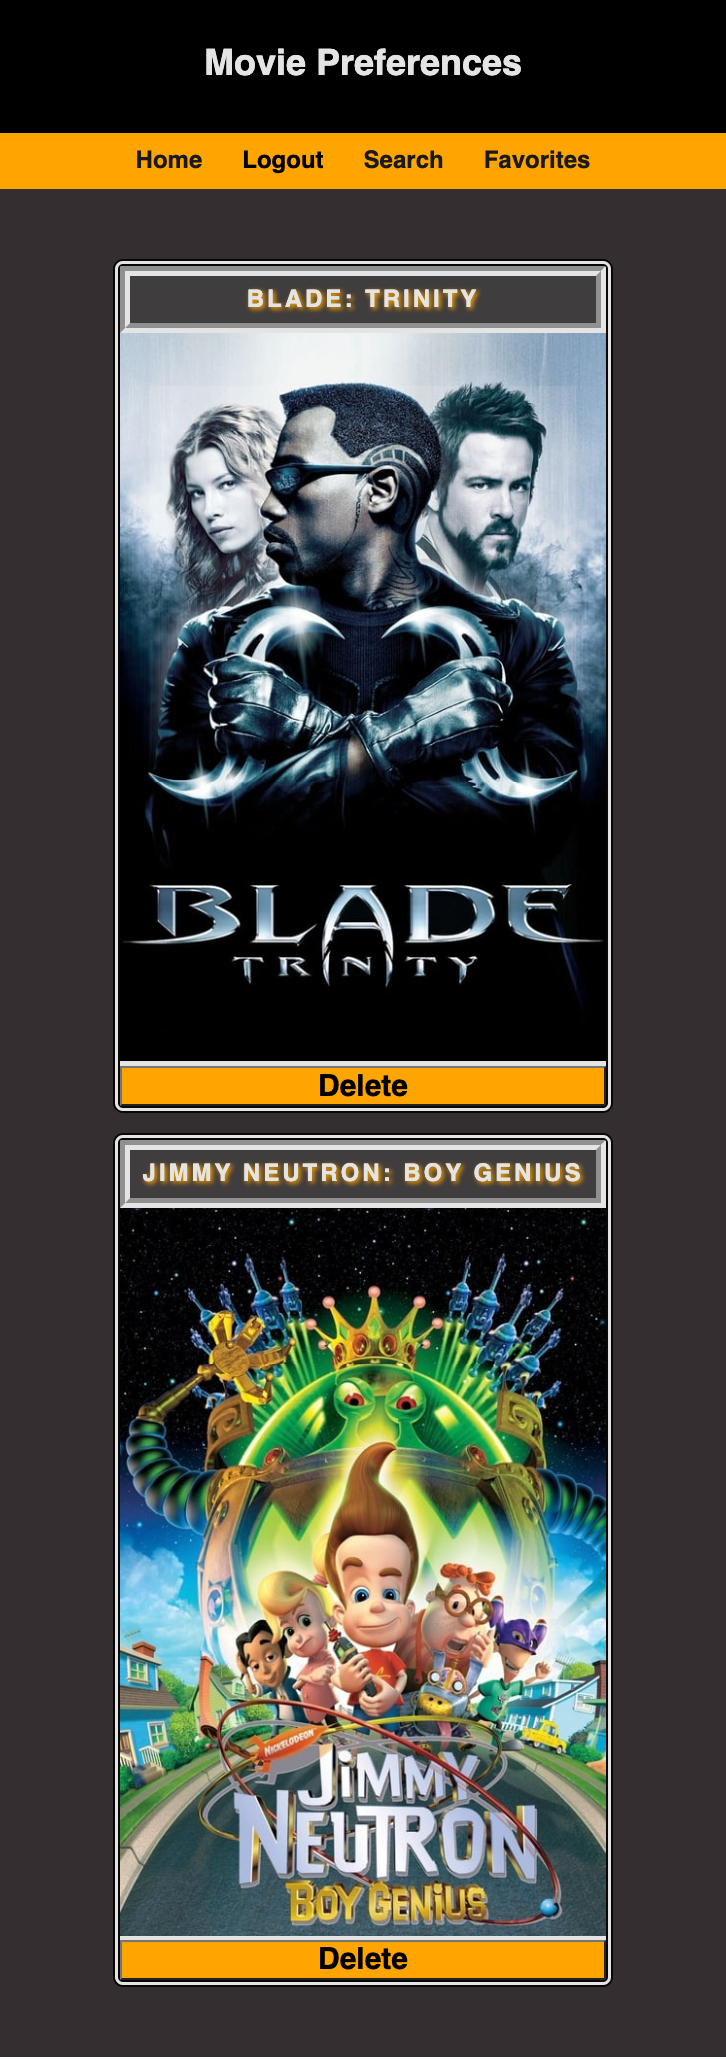 Movie Preferences
Home Logout Search Favorites
BLADE: TRINITY
BLADE
TRINITY
Delete
JIMMY NEUTRON: BOY GENIUS
NICKELODEON
JIMMY
NEUTRON
BOY GENIUS
Delete